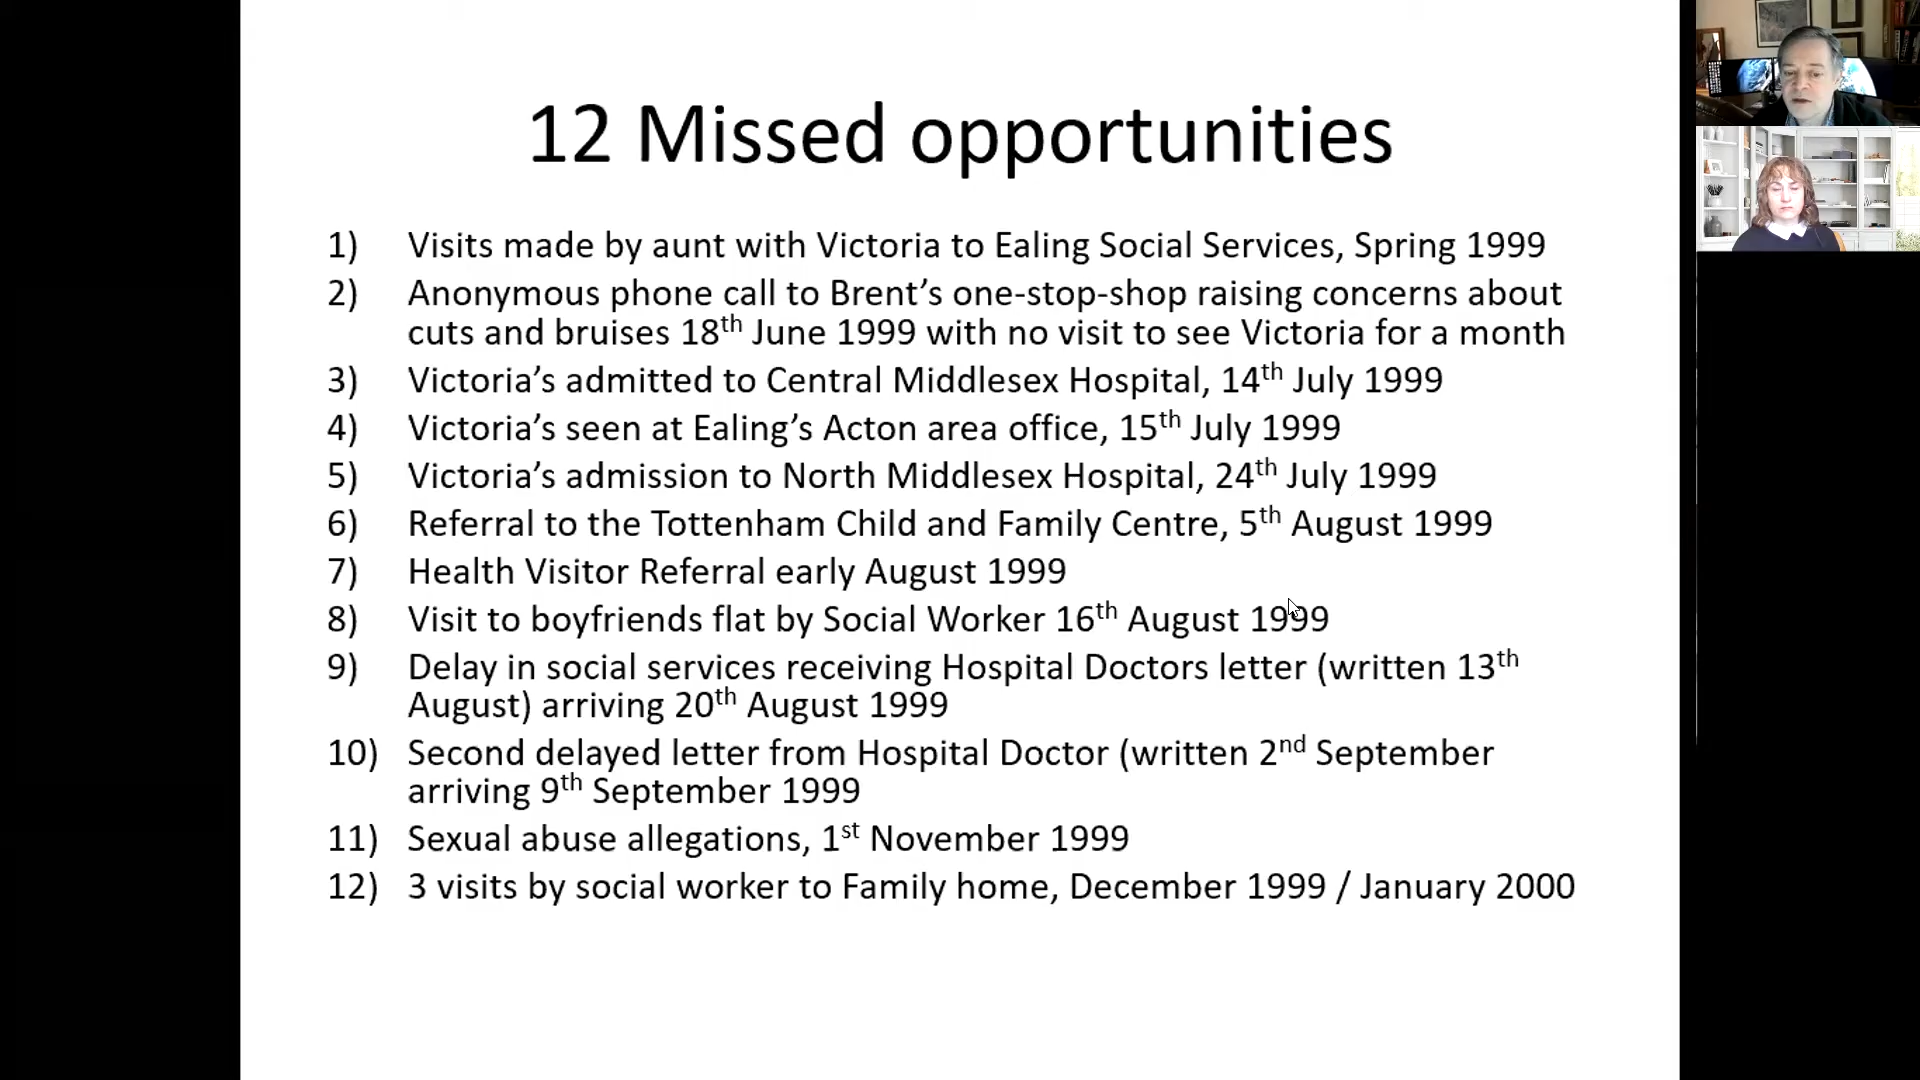 12 Missed opportunities
1) Visits made by aunt with Victoria to Ealing Social Services, Spring 1999
2) Anonymous phone call to Brent’s one-stop-shop raising concerns about
cuts and bruises 18th June 1999 with no visit to see Victoria for a month
3) Victoria’s admitted to Central Middlesex Hospital, 14th July 1999
4) Victoria’s seen at Ealing’s Acton area office, 15th July 1999
5) Victoria’s admission to North Middlesex Hospital, 24th July 1999
6) Referral to the Tottenham Child and Family Centre, 5th August 1999
7) Health Visitor Referral early August 1999
8) Visit to boyfriends flat by Social Worker 16th August 1999
9) Delay in social services receiving Hospital Doctors letter (written 13th
August) arriving 20th August 1999
10) Second delayed letter from Hospital Doctor (written 2nd September
arriving 9th September 1999
11) Sexual abuse allegations, 1st November 1999
12) 3 visits by social worker to Family home, December 1999 / January 2000